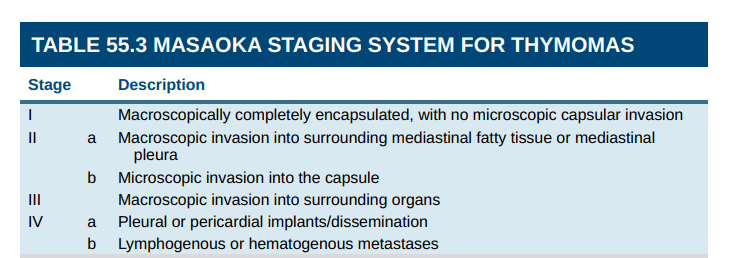 TABLE 55.3 MASAOKA STAGING SYSTEM FOR THYMOMAS
Stage Description
I Macroscopically completely encapsulated, with no microscopic capsular invasion
II a Macroscopic invasion into surrounding mediastinal fatty tissue or mediastinal
pleura
b Microscopic invasion into the capsule
III Macroscopic invasion into surrounding organs
IV a Pleural or pericardial implants/dissemination
b Lymphogenous or hematogenous metastases